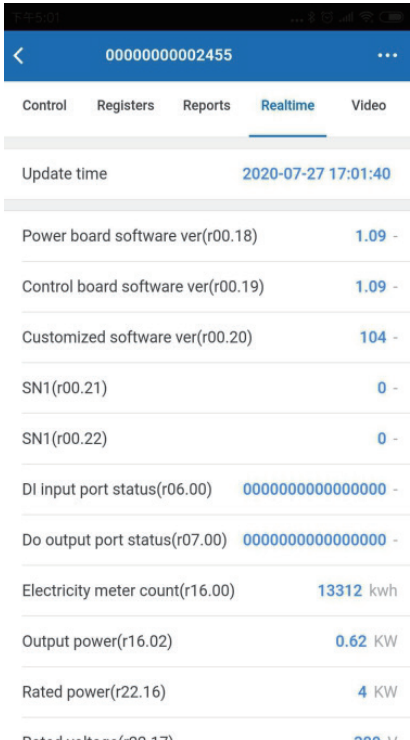 下午5:01
00000000002455
Control Registers Reports Realtime Video
Update time 2020-07-27 17:01:40
Power board software ver(r00.18) 1.09 -
Control board software ver(r00.19) 1.09 -
Customized software ver(r00.20) 104 -
SN1(r00.21) 0 -
SN1(r00.22) 0 -
DI input port status(r06.00) 0000000000000000 -
Do output port status(r07.00) 0000000000000000 -
Electricity meter count(r16.00) 13312 kwh
Output power(r16.02) 0.62 KW
Rated power(r22.16) 4 KW